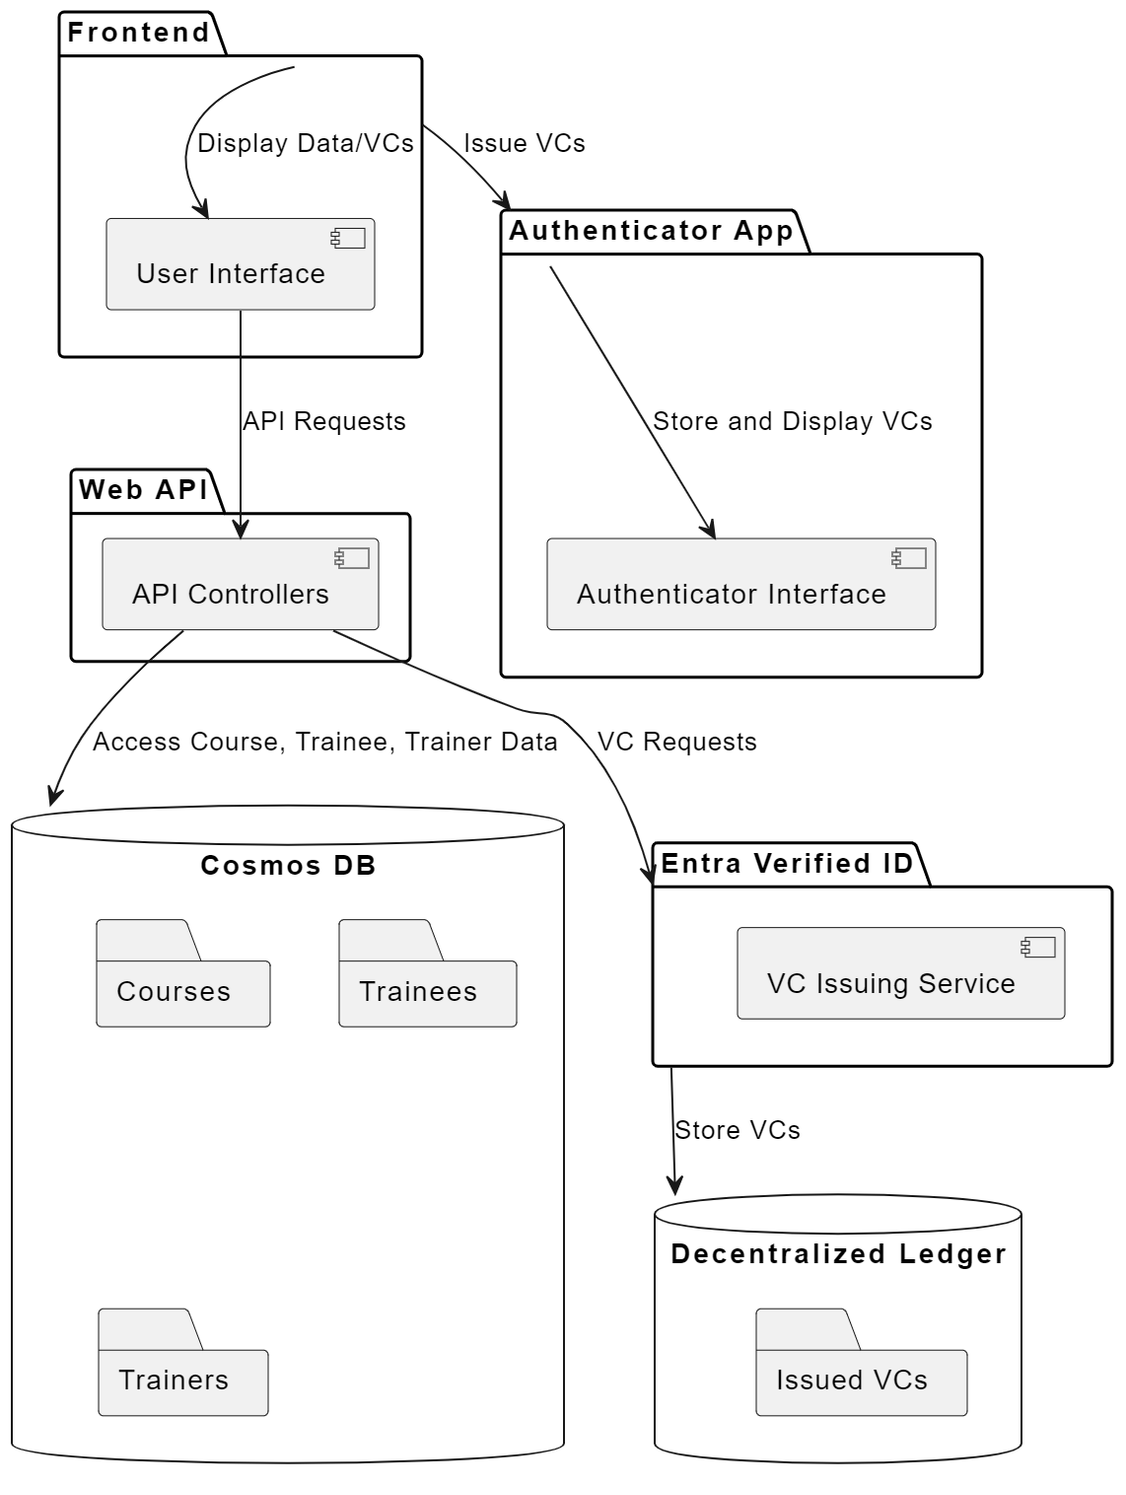 Frontend
Display Data/VCs
Issue VCs
User Interface
Authenticator App
API Requests
Store and Display VCs
Web API
API Controllers
Authenticator Interface
Access Course, Trainee, Trainer Data
VC Requests
Cosmos DB
Entra Verified ID
Courses
Trainees
VC Issuing Service
Store VCs
Decentralized Ledger
Trainers
Issued VCs